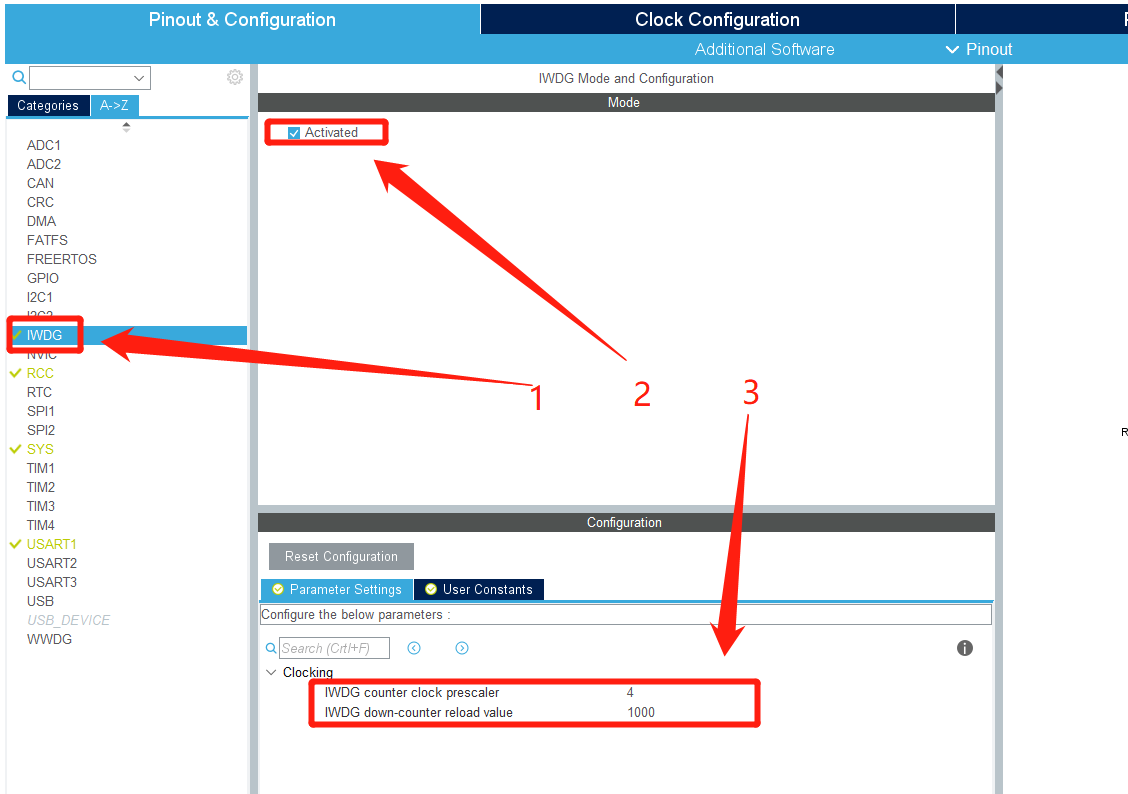 Pinout & Configuration
Clock Configuration
Additional Software
Pinout
IWDG Mode and Configuration
Categories
A->Z
Mode
Activated
ADC1
ADC2
CAN
CRC
DMA
FATFS
FREERTOS
GPIO
I2C1
I2C2
IWDG
NVIC
RCC
RTC
SPI1
SPI2
SYS
TIM1
TIM2
TIM3
TIM4
USART1
USART2
USART3
USB
USB_DEVICE
WWDG
1
2
3
R
Configuration
Reset Configuration
Parameter Settings
User Constants
Configure the below parameters :
Search (Crtl+F)
Clocking
IWDG counter clock prescaler 4
IWDG down-counter reload value 1000